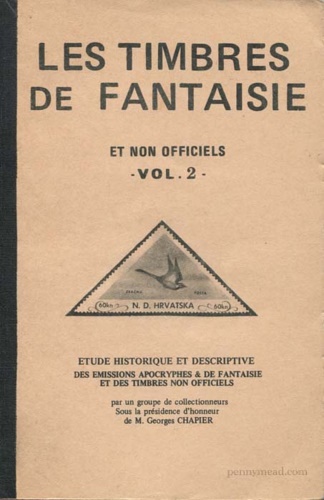 LES TIMBRES
DE FANTAISIE
ET NON OFFICIELS
-VOL. 2-
60kn N. D. HRVATSKA 60kn
ETUDE HISTORIQUE ET DESCRIPTIVE
DES EMISSIONS APOCRYPHES & DE FANTAISIE
ET DES TIMBRES NON OFFICIELS
par un groupe de collectionneurs
Sous la présidence d'honneur
de M. Georges CHAPIER
pennymead.com